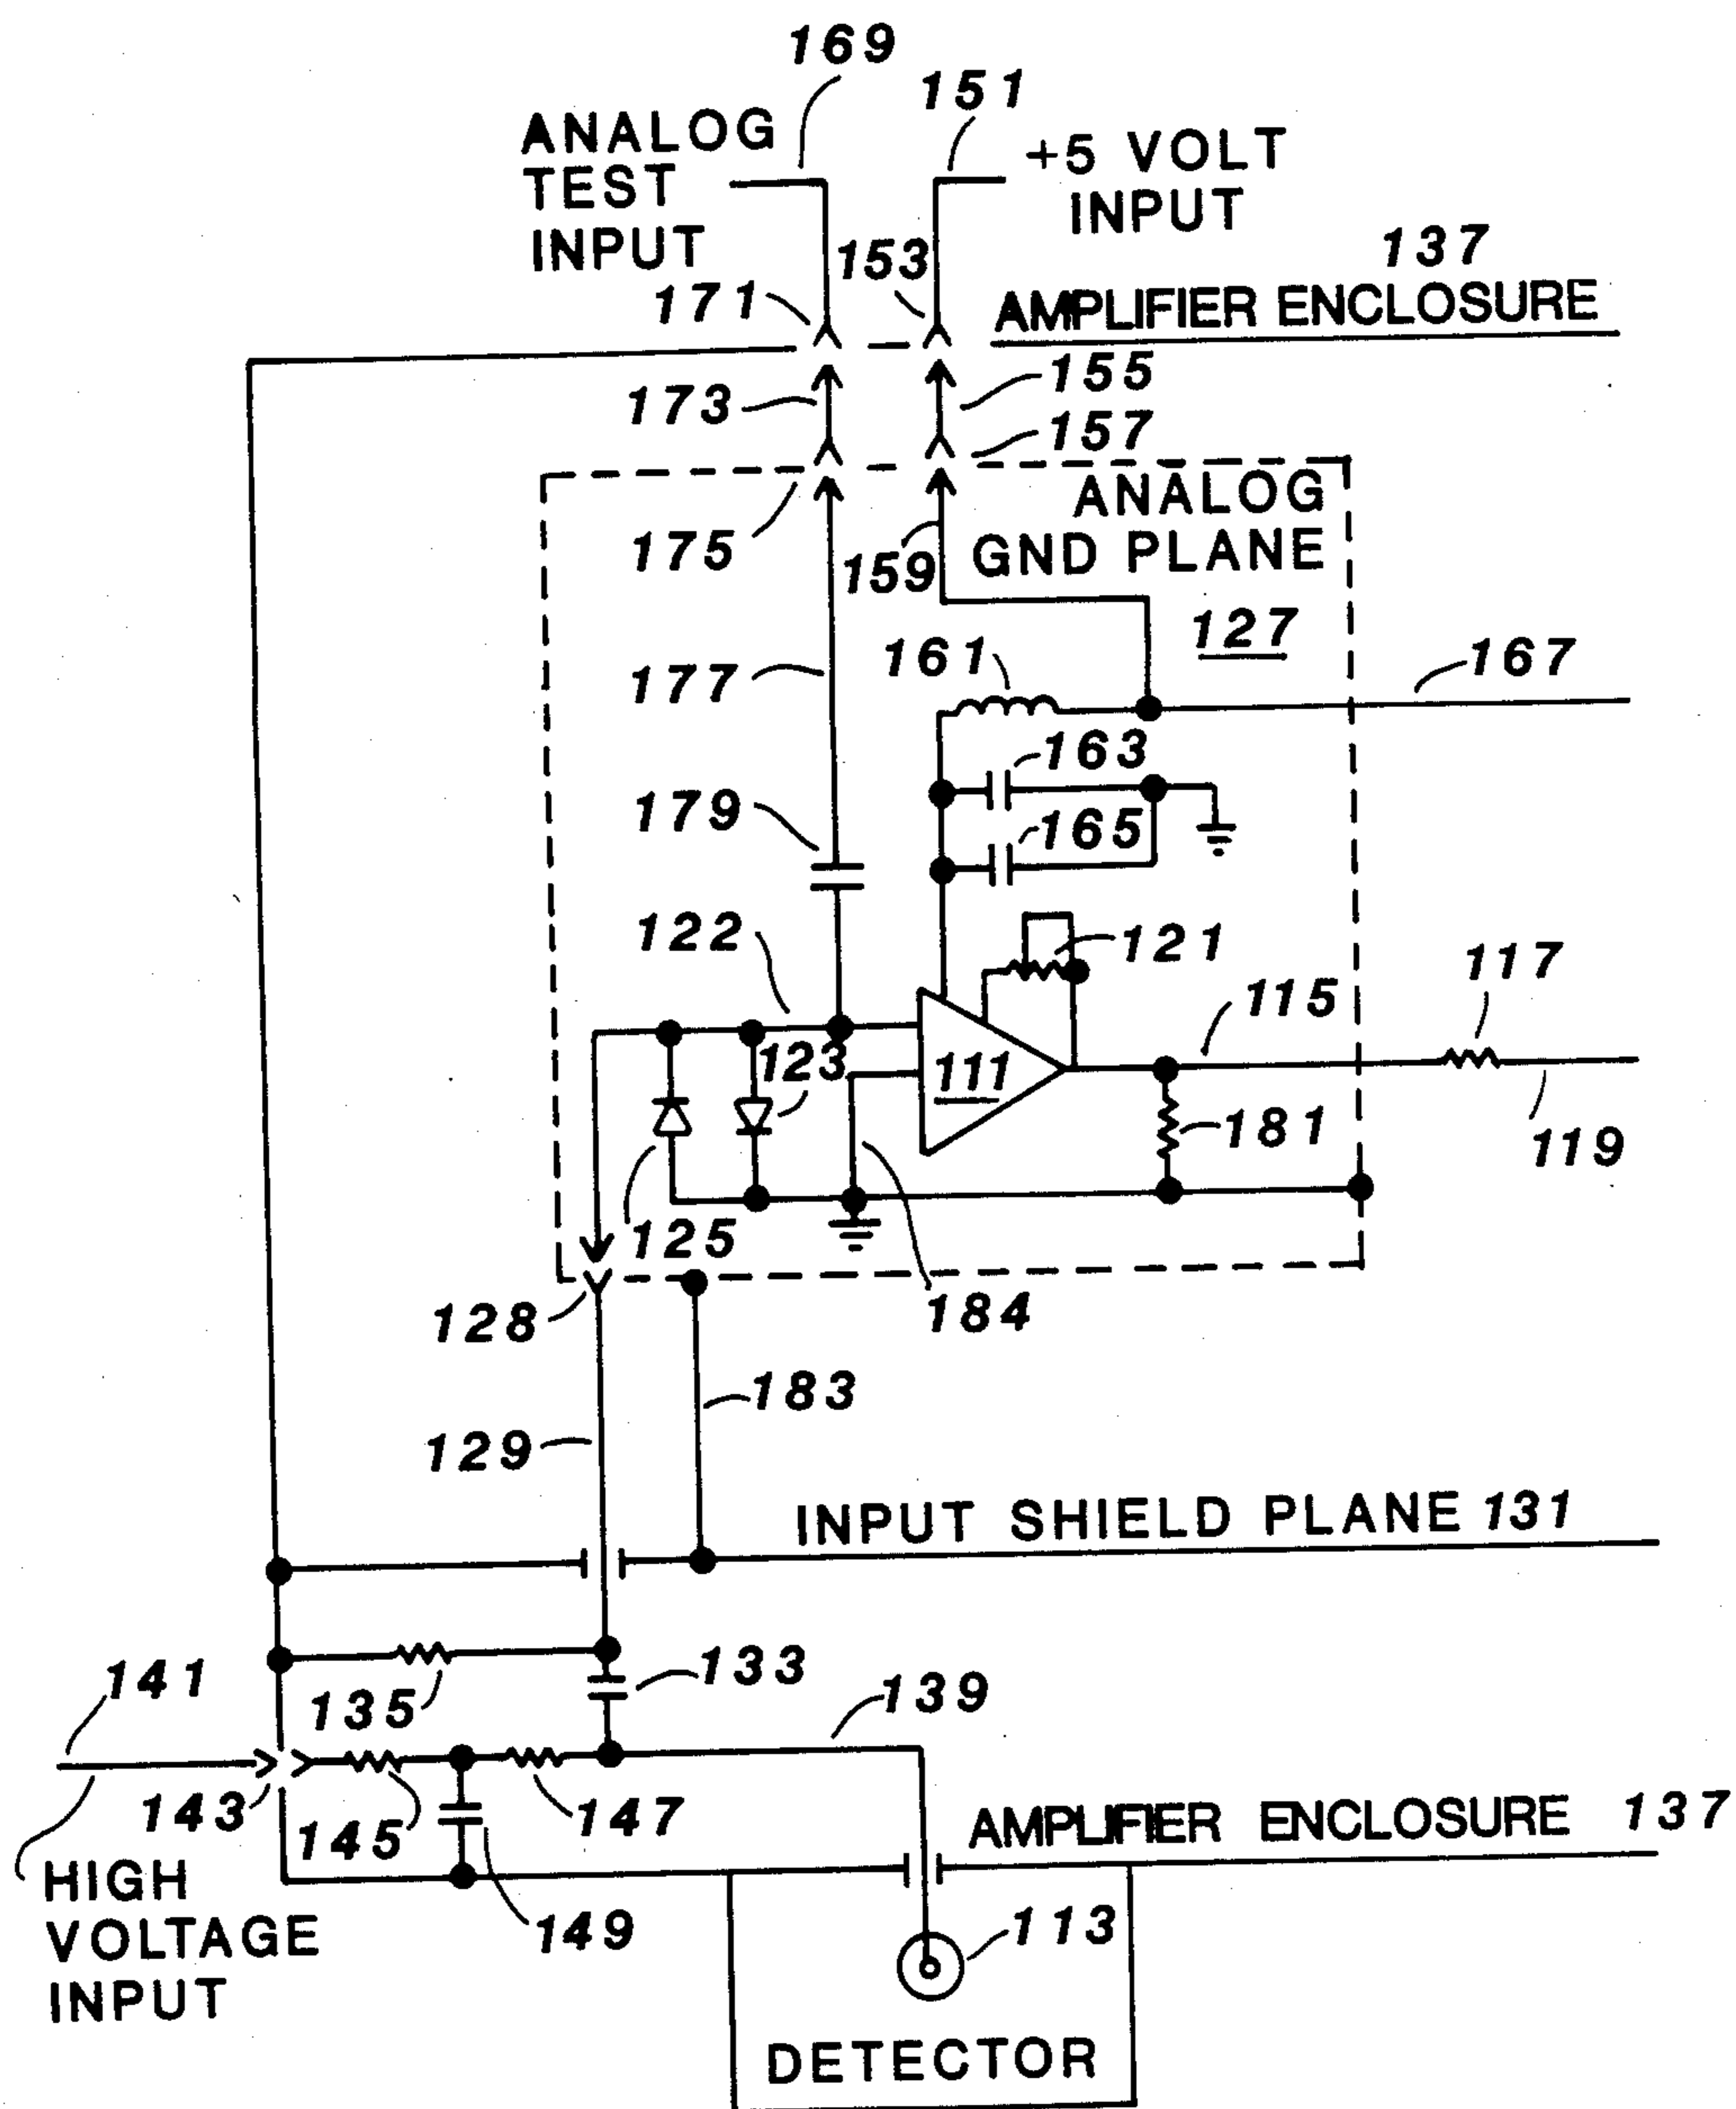 169
151
ANALOG
TEST
INPUT
+5 VOLT
INPUT
153
137
171
AMPLIFIER ENCLOSURE
155
173
157
ANALOG
GND PLANE
175
159
127
161
167
177
163
179
165
122
121
117
115
123
111
181
119
125
184
128
183
129
INPUT SHIELD PLANE 131
133
141
139
135
143
145
147
AMPLIFIER ENCLOSURE 137
HIGH
VOLTAGE
INPUT
149
113
DETECTOR